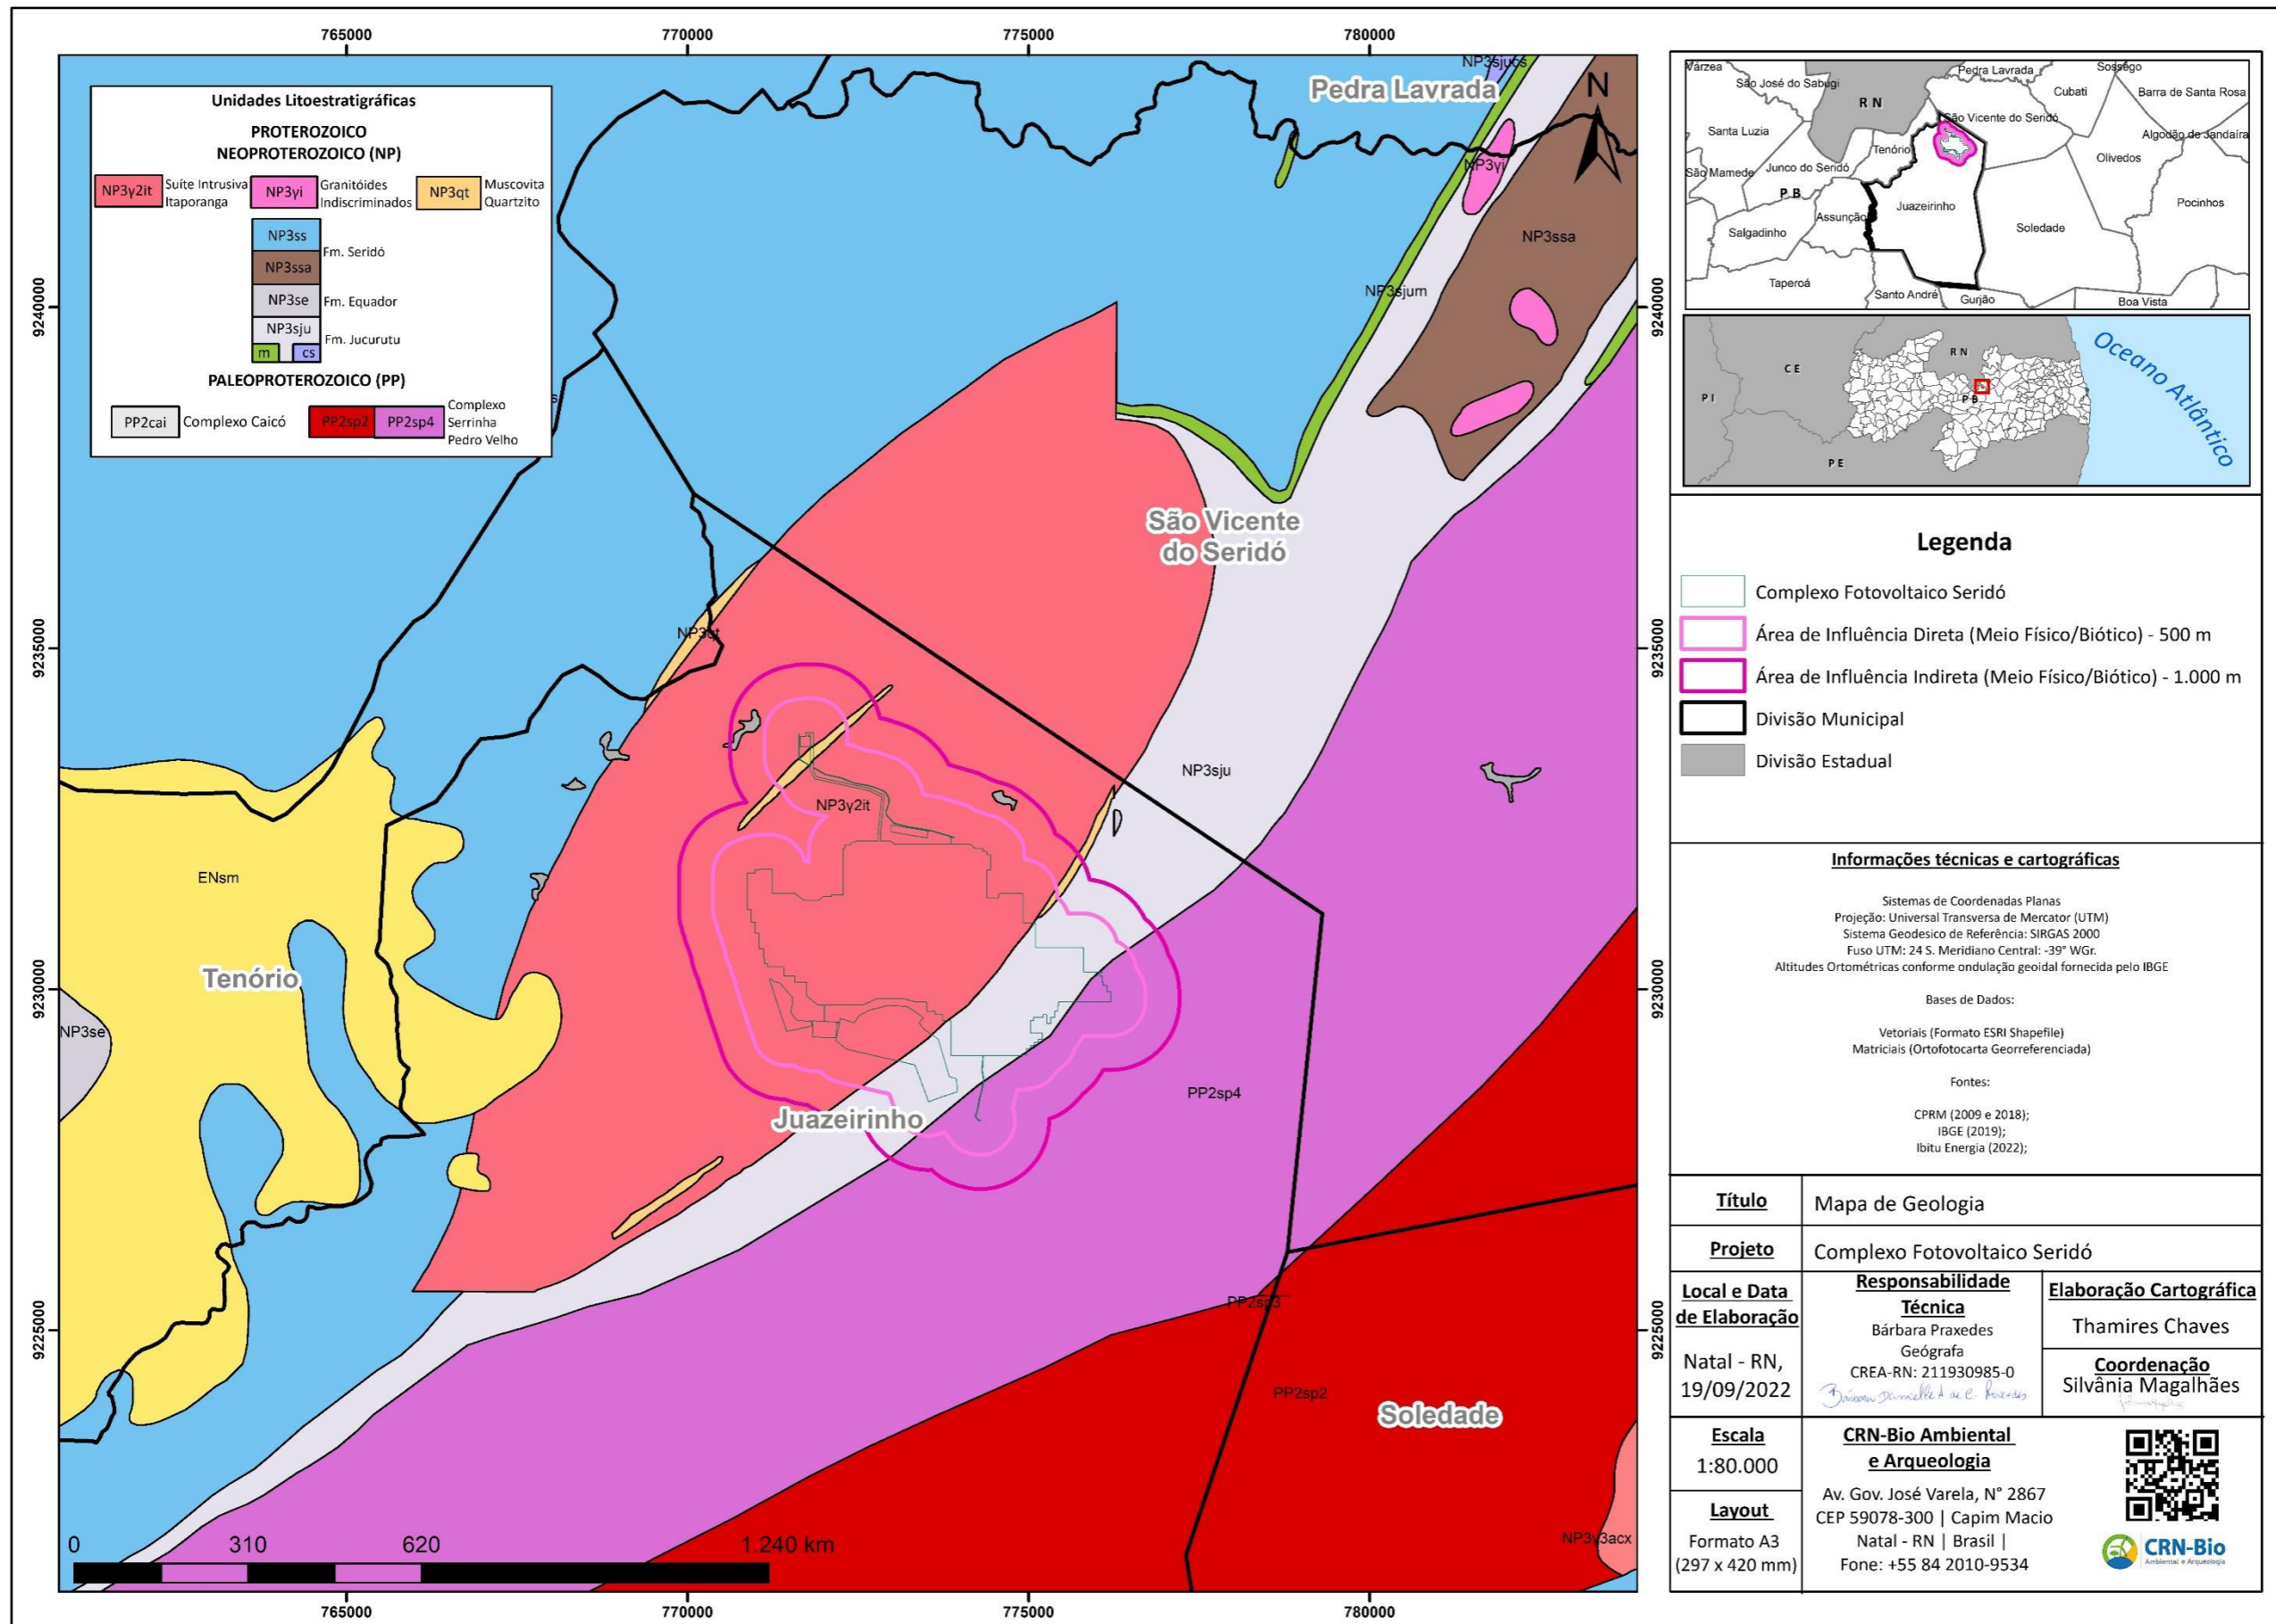 765000
770000
775000
780000
Unidades Litoestratigráficas
PROTEROZOICO
NEOPROTEROZOICO (NP)
NP3γ2it
Suíte Intrusiva
Itaporanga
NP3γi
Granitóides
Indiscriminados
NP3qt
Muscovita
Quartzito
NP3ss
NP3ssa
Fm. Seridó
NP3se
Fm. Equador
NP3sju
Fm. Jucurutu
m
cs
PALEOPROTEROZOICO (PP)
PP2cai
Complexo Caicó
PP2sp2
PP2sp4
Complexo
Serrinha
Pedro Velho
s
NP3sjucs
Pedra Lavrada
N
NP3γi
NP3ssa
NP3sjum
São Vicente
do Seridó
NP3qt
NP3sju
NP3γ2it
ENsm
Tenório
NP3se
PP2sp4
Juazeirinho
PP2sp3
PP2sp2
Soledade
NP3γ3acx
0
310
620
1.240 km
9240000
9235000
9230000
9225000
9240000
9235000
9230000
9225000
765000
770000
775000
780000
Várzea
São José do Sabugi
R N
Pedra Lavrada
Sossêgo
Cubati
Barra de Santa Rosa
São Vicente do Seridó
Santa Luzia
Algodão de Jandaíra
Tenório
Olivedos
São Mamede
Junco do Seridó
P B
Juazeirinho
Pocinhos
Assunção
Salgadinho
Soledade
Taperoá
Santo André
Gurjão
Boa Vista
Oceano Atlântico
R N
C E
P I
P B
P E
Legenda
Complexo Fotovoltaico Seridó
Área de Influência Direta (Meio Físico/Biótico) - 500 m
Área de Influência Indireta (Meio Físico/Biótico) - 1.000 m
Divisão Municipal
Divisão Estadual
Informações técnicas e cartográficas
Sistemas de Coordenadas Planas
Projeção: Universal Transversa de Mercator (UTM)
Sistema Geodesico de Referência: SIRGAS 2000
Fuso UTM: 24 S. Meridiano Central: -39° WGr.
Altitudes Ortométricas conforme ondulação geoidal fornecida pelo IBGE
Bases de Dados:
Vetoriais (Formato ESRI Shapefile)
Matriciais (Ortofotocarta Georreferenciada)
Fontes:
CPRM (2009 e 2018);
IBGE (2019);
Ibitu Energia (2022);
Título
Mapa de Geologia
Projeto
Complexo Fotovoltaico Seridó
Local e Data
de Elaboração
Natal - RN,
19/09/2022
Responsabilidade
Técnica
Bárbara Praxedes
Geógrafa
CREA-RN: 211930985-0
Elaboração Cartográfica
Thamires Chaves
Coordenação
Silvânia Magalhães
Escala
1:80.000
Layout
Formato A3
(297 x 420 mm)
CRN-Bio Ambiental
e Arqueologia
Av. Gov. José Varela, N° 2867
CEP 59078-300 | Capim Macio
Natal - RN | Brasil |
Fone: +55 84 2010-9534
CRN-Bio
Ambiental e Arqueologia